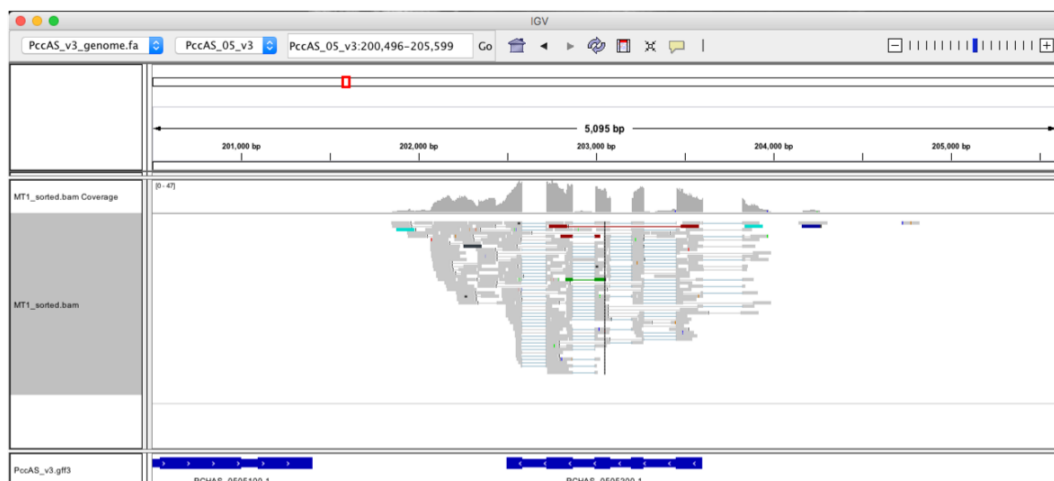 IGV
PccAS_v3_genome.fa PccAS_05_v3 PccAS_05_v3:200,496-205,599 Go
5,095 bp
201,000 bp 202,000 bp 203,000 bp 204,000 bp 205,000 bp
MT1_sorted.bam Coverage
[0 - 47]
MT1_sorted.bam
PccAS_v3.gff3